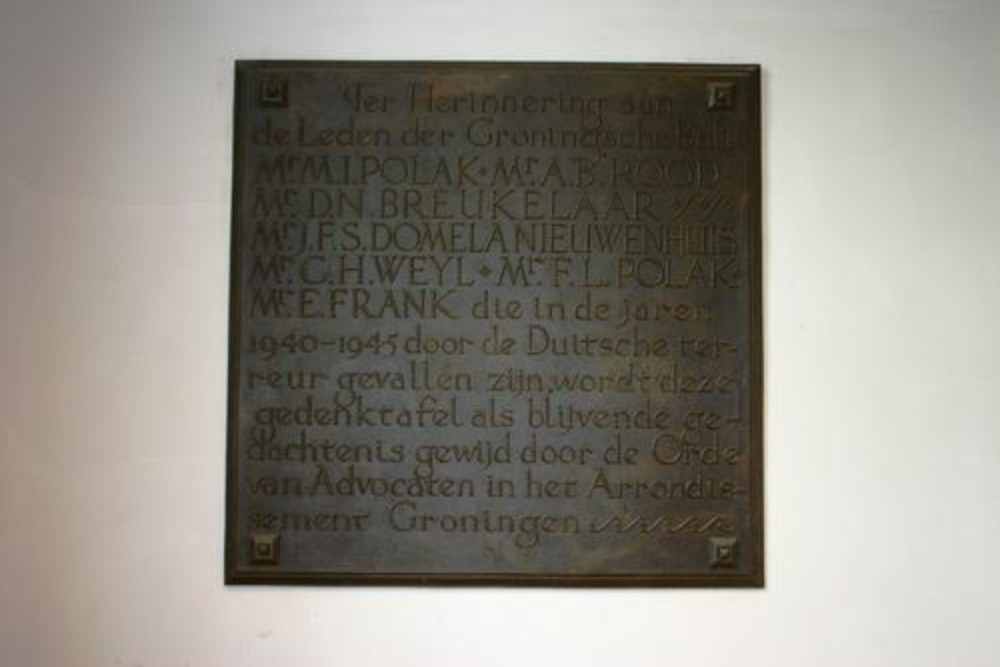 Ter Herinnering aan
de Leden der Groningsche Balie
Mr M.I. POLAK · Mr. A.B. ROOD
Mr. D.N. BREUKELAAR
Mr. J.F.S. DOMELA NIEUWENHUIS
Mr. C.H. WEYL · Mr. F.L. POLAK
Mr. E. FRANK die in de jaren
1940-1945 door de Duitsche ter-
reur gevallen zijn, wordt deze
gedenktafel als blijvende ge-
dachtenis gewijd door de Orde
van Advocaten in het Arrondis-
sement Groningen